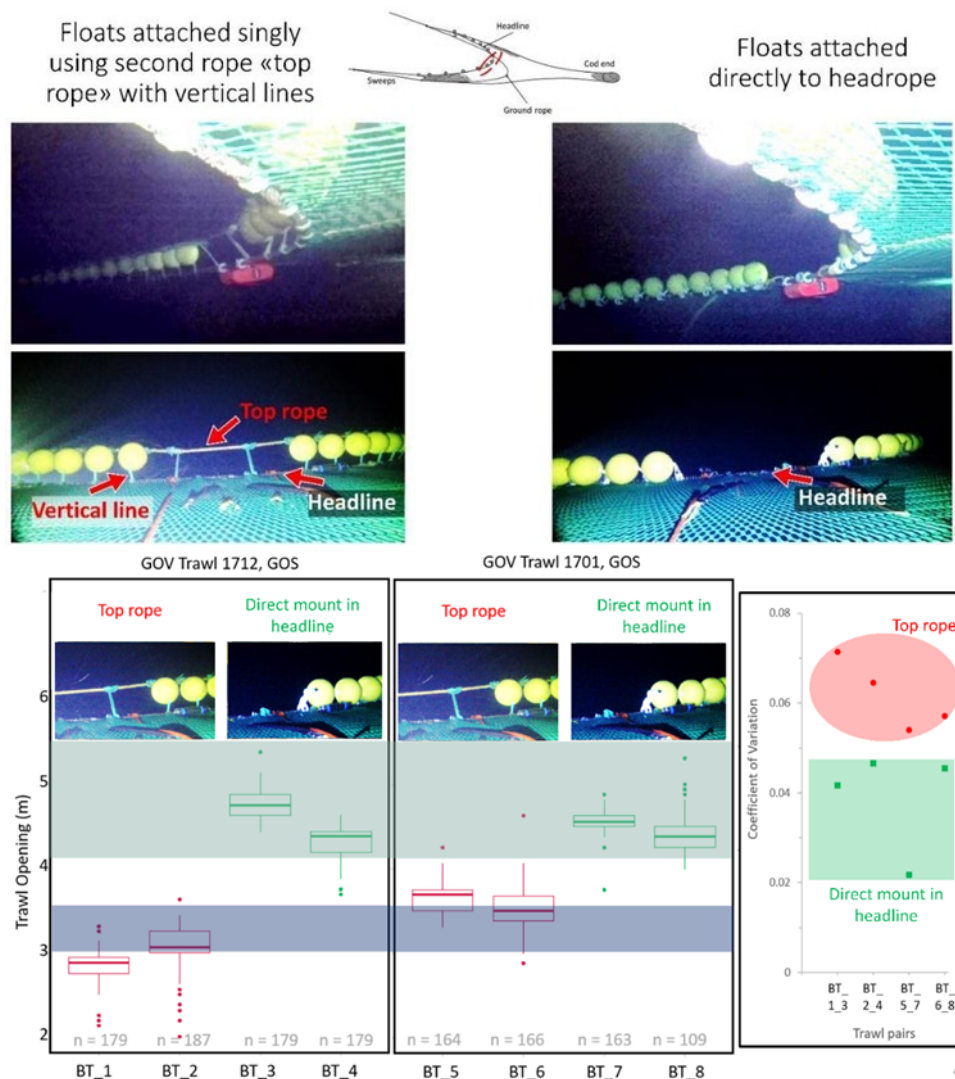 Floats attached singly
using second rope «top
rope» with vertical lines
Headline
Sweeps
Cod end
Ground rope
Floats attached
directly to headrope
Top rope
Vertical line
Headline
Headline
GOV Trawl 1712, GOS
GOV Trawl 1701, GOS
Top rope
Direct mount in
headline
Top rope
Direct mount in
headline
Trawl Opening (m)
6
5
4
3
2
n = 179
n = 187
n = 179
n = 179
n = 164
n = 166
n = 163
n = 109
BT_1
BT_2
BT_3
BT_4
BT_5
BT_6
BT_7
BT_8
Coefficient of Variation
0.08
0.06
0.04
0.02
0
Top rope
Direct mount in
headline
BT_
1_3
BT_
2_4
BT_
5_7
BT_
6_8
Trawl pairs